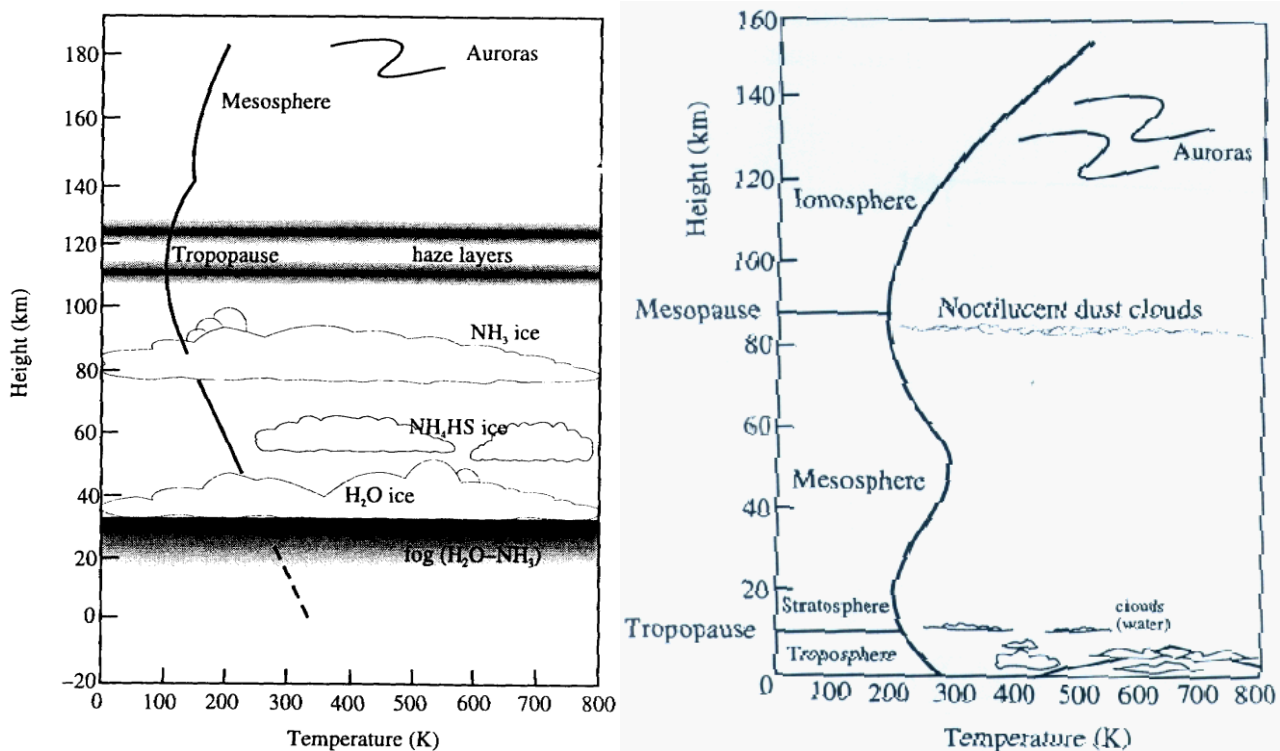 Height (km)
180
160
140
120
100
80
60
40
20
0
–20
Auroras
Mesosphere
Tropopause
haze layers
NH₃ ice
NH₄HS ice
H₂O ice
fog (H₂O–NH₃)
0 100 200 300 400 500 600 700 800
Temperature (K)
Height (km)
160
140
120
100
80
60
40
20
0
Auroras
Ionosphere
Mesopause
Noctilucent dust clouds
Mesosphere
Stratosphere
clouds
(water)
Tropopause
Troposphere
100 200 300 400 500 600 700 800
Temperature (K)